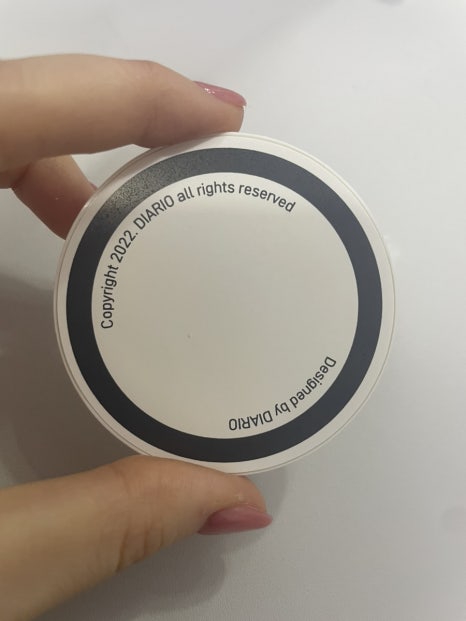 Copyright 2022. DIARIO all rights reserved
Designed by DIARIO